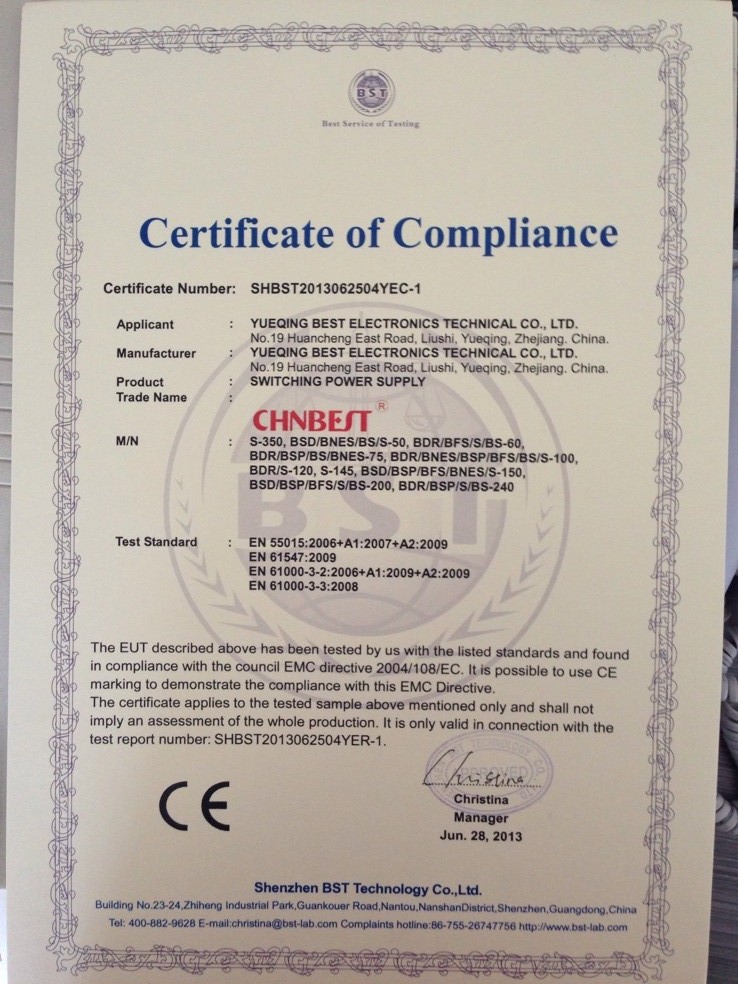 BST
Best Service of Testing
Certificate of Compliance
Certificate Number: SHBST2013062504YEC-1
Applicant : YUEQING BEST ELECTRONICS TECHNICAL CO., LTD.
No.19 Huancheng East Road, Liushi, Yueqing, Zhejiang. China.
Manufacturer : YUEQING BEST ELECTRONICS TECHNICAL CO., LTD.
No.19 Huancheng East Road, Liushi, Yueqing, Zhejiang. China.
Product : SWITCHING POWER SUPPLY
Trade Name :
CHNBEST®
M/N : S-350, BSD/BNES/BS/S-50, BDR/BFS/S/BS-60,
BDR/BSP/BS/BNES-75, BDR/BNES/BSP/BFS/BS/S-100,
BDR/S-120, S-145, BSD/BSP/BFS/BNES/S-150,
BSD/BSP/BFS/S/BS-200, BDR/BSP/S/BS-240
BST
Test Standard : EN 55015:2006+A1:2007+A2:2009
EN 61547:2009
EN 61000-3-2:2006+A1:2009+A2:2009
EN 61000-3-3:2008
The EUT described above has been tested by us with the listed standards and found
in compliance with the council EMC directive 2004/108/EC. It is possible to use CE
marking to demonstrate the compliance with this EMC Directive.
The certificate applies to the tested sample above mentioned only and shall not
imply an assessment of the whole production. It is only valid in connection with the
test report number: SHBST2013062504YER-1.
CE
APPROVED
Christina
Christina
Manager
Jun. 28, 2013
Shenzhen BST Technology Co.,Ltd.
Building No.23-24,Zhiheng Industrial Park,Guankouer Road,Nantou,NanshanDistrict,Shenzhen,Guangdong,China
Tel: 400-882-9628 E-mail:christina@bst-lab.com Complaints hotline:86-755-26747756 http://www.bst-lab.com